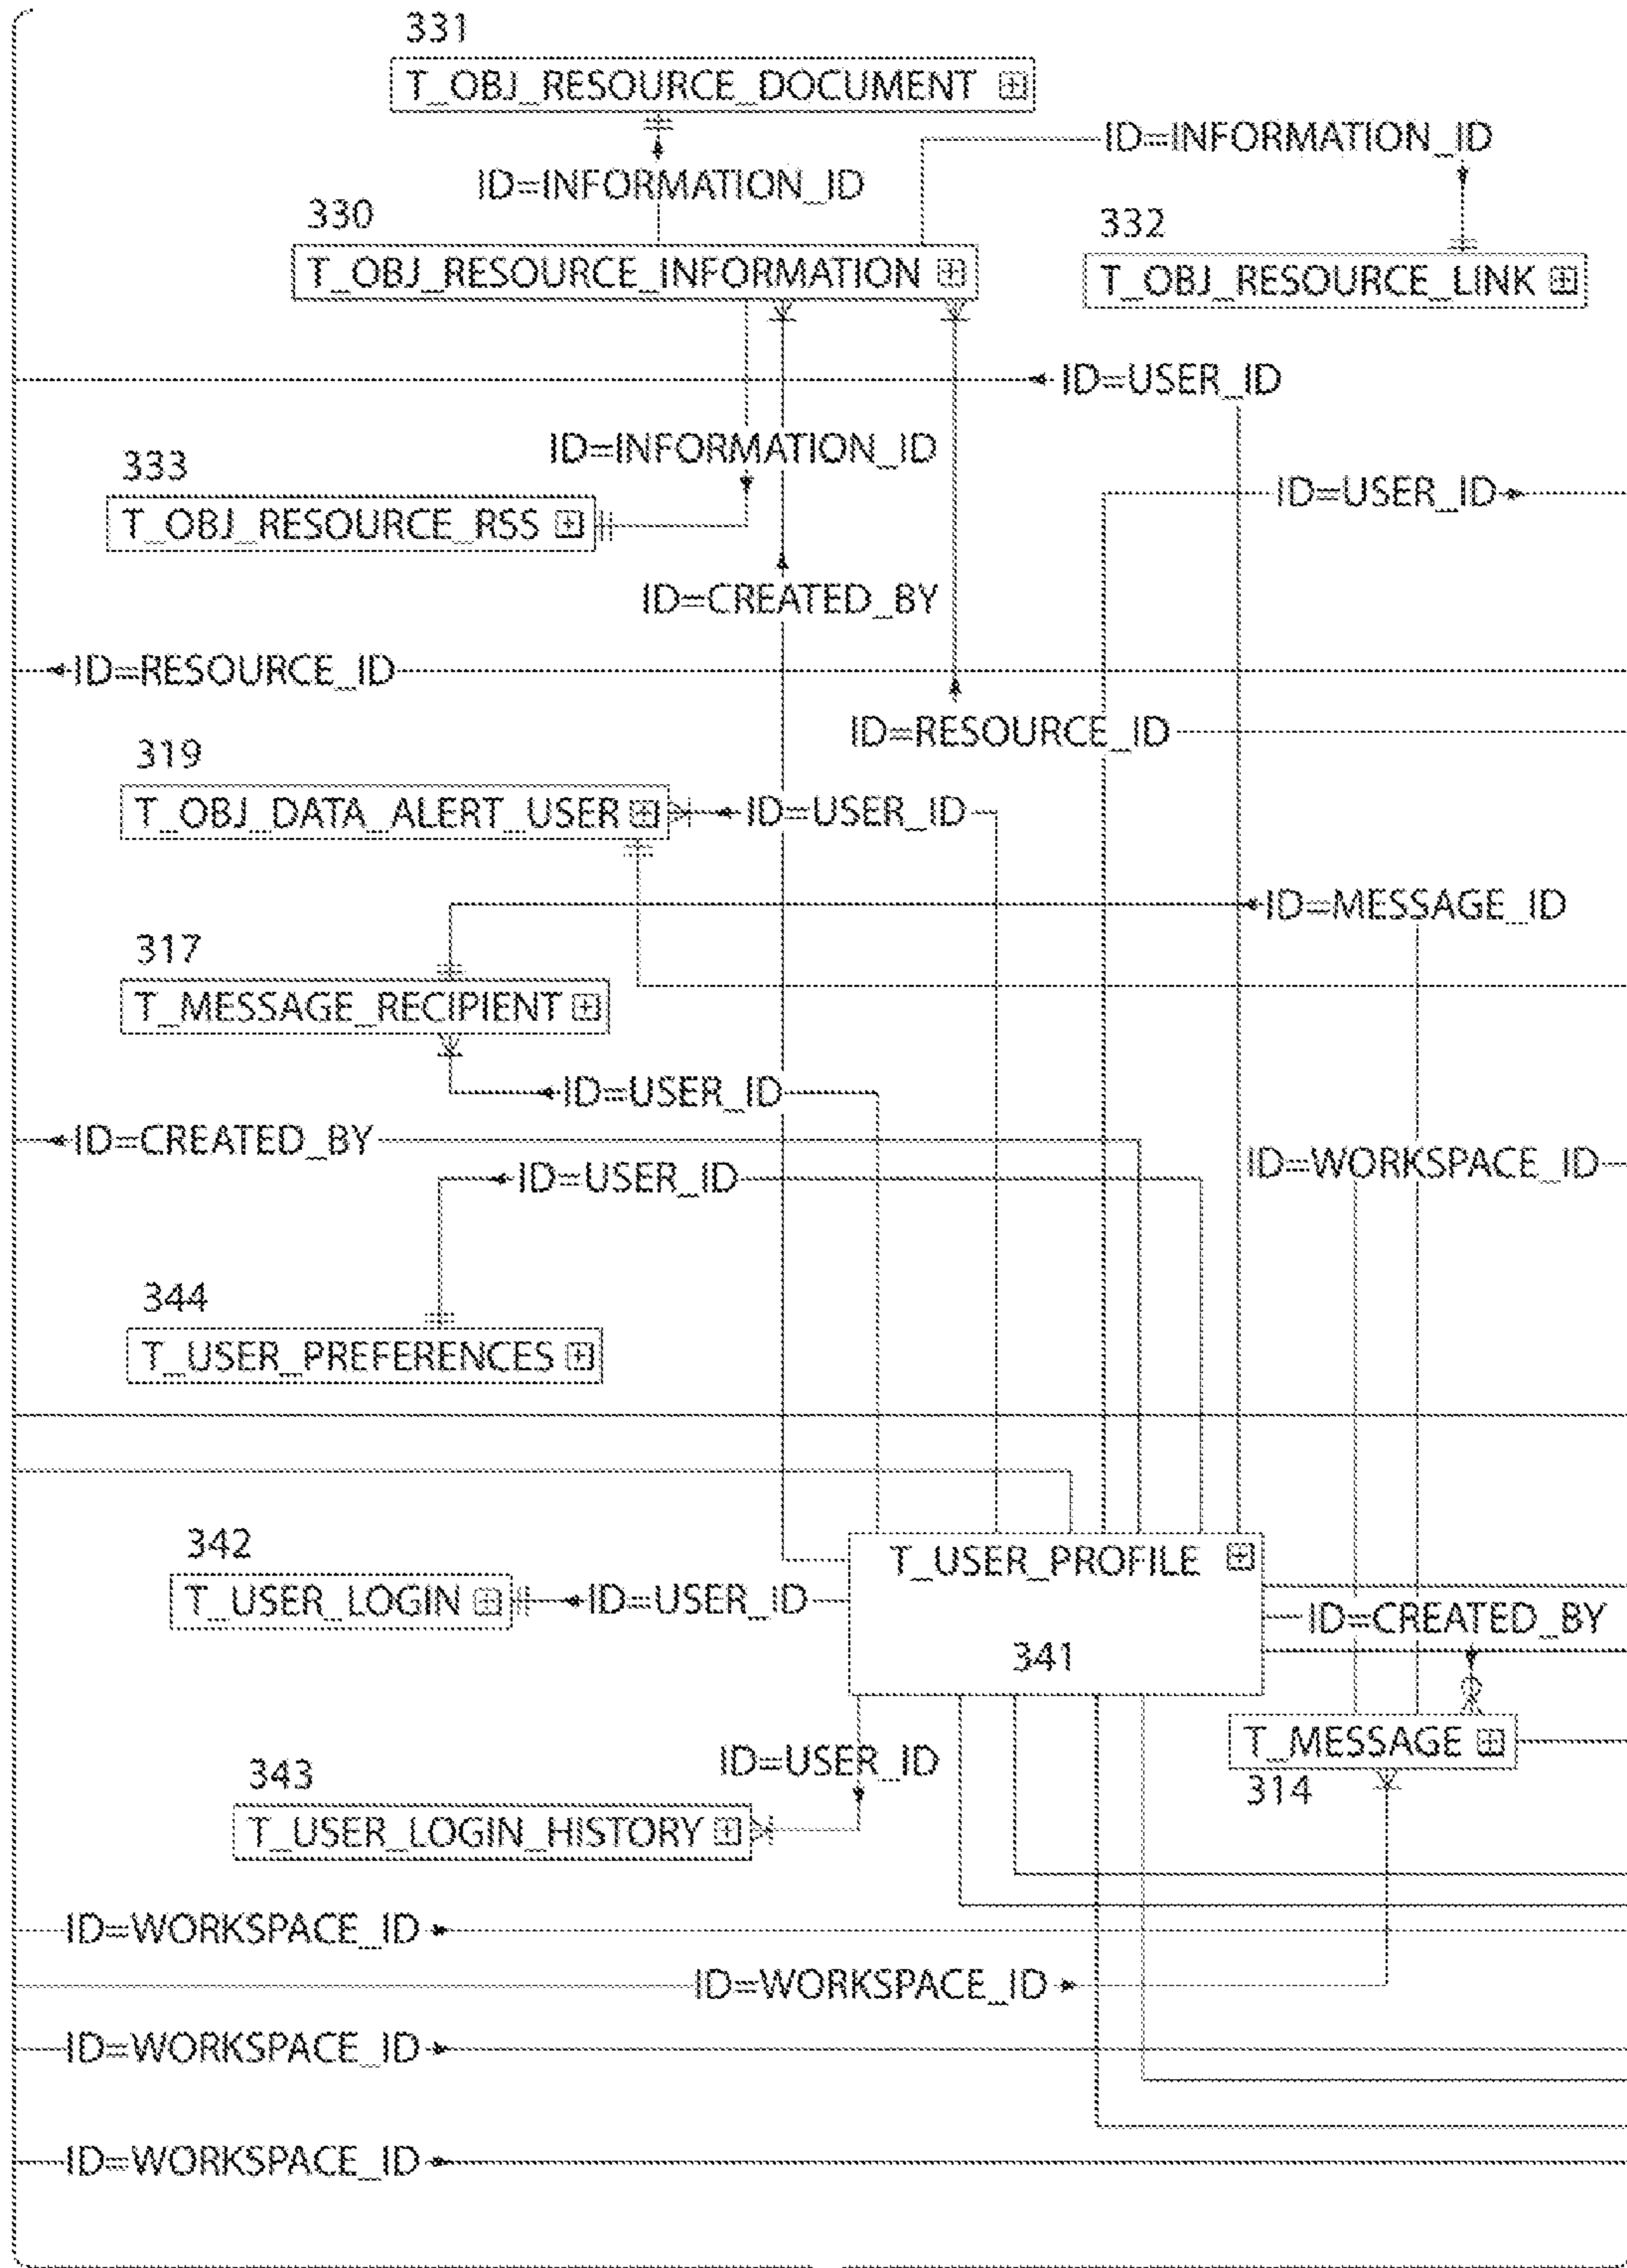 331
T_OBJ_RESOURCE_DOCUMENT
ID=INFORMATION_ID
ID=INFORMATION_ID
330
332
T_OBJ_RESOURCE_INFORMATION
T_OBJ_RESOURCE_LINK
ID=USER_ID
ID=INFORMATION_ID
333
ID=USER_ID
T_OBJ_RESOURCE_RSS
ID=CREATED_BY
ID=RESOURCE_ID
ID=RESOURCE_ID
319
T_OBJ_DATA_ALERT_USER
ID=USER_ID
ID=MESSAGE_ID
317
T_MESSAGE_RECIPIENT
ID=USER_ID
ID=CREATED_BY
ID=WORKSPACE_ID
ID=USER_ID
344
T_USER_PREFERENCES
342
T_USER_PROFILE
T_USER_LOGIN
ID=USER_ID
ID=CREATED_BY
341
T_MESSAGE
ID=USER_ID
343
314
T_USER_LOGIN_HISTORY
ID=WORKSPACE_ID
ID=WORKSPACE_ID
ID=WORKSPACE_ID
ID=WORKSPACE_ID